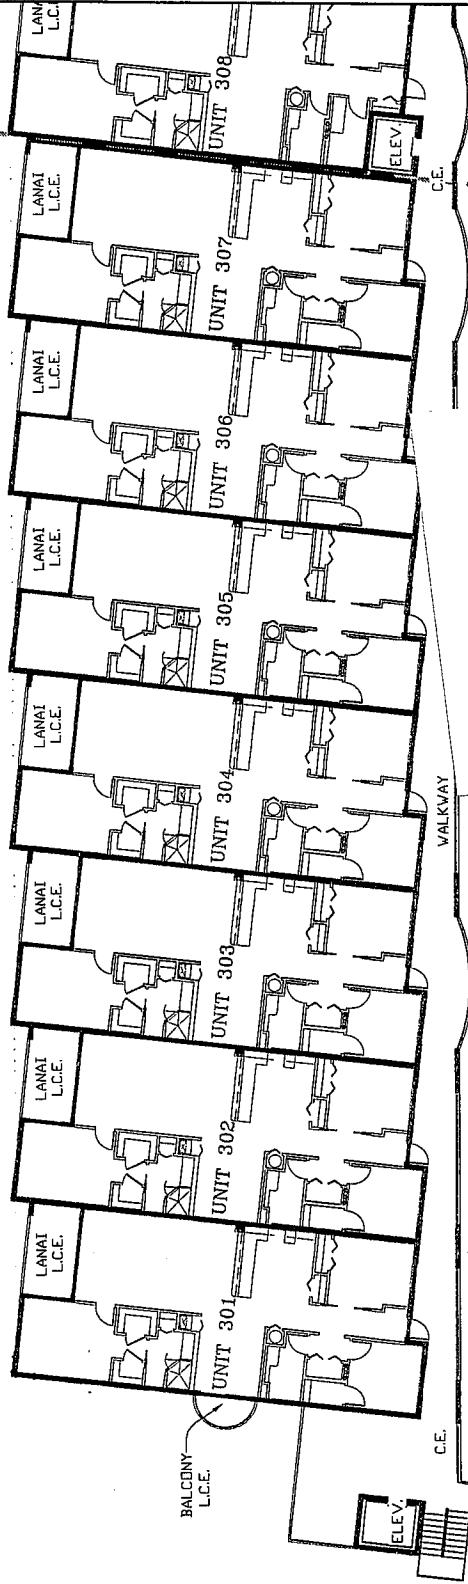 LANAI
L.C.E.
UNIT 308
ELEV.
C.E.
LANAI
L.C.E.
UNIT 307
LANAI
L.C.E.
UNIT 306
LANAI
L.C.E.
UNIT 305
LANAI
L.C.E.
UNIT 304
WALKWAY
LANAI
L.C.E.
UNIT 303
LANAI
L.C.E.
UNIT 302
LANAI
L.C.E.
UNIT 301
BALCONY
L.C.E.
C.E.
ELEV.